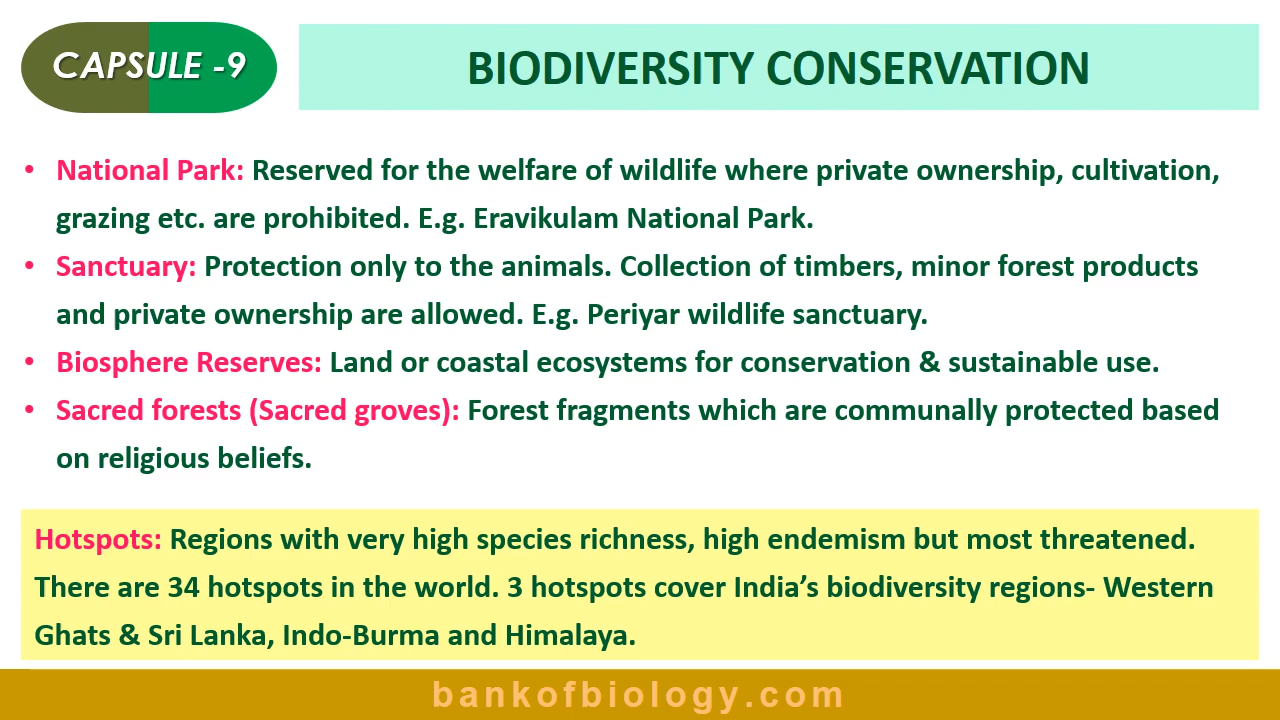 CAPSULE -9
BIODIVERSITY CONSERVATION
• National Park: Reserved for the welfare of wildlife where private ownership, cultivation,
grazing etc. are prohibited. E.g. Eravikulam National Park.
• Sanctuary: Protection only to the animals. Collection of timbers, minor forest products
and private ownership are allowed. E.g. Periyar wildlife sanctuary.
• Biosphere Reserves: Land or coastal ecosystems for conservation & sustainable use.
• Sacred forests (Sacred groves): Forest fragments which are communally protected based
on religious beliefs.
Hotspots: Regions with very high species richness, high endemism but most threatened.
There are 34 hotspots in the world. 3 hotspots cover India’s biodiversity regions- Western
Ghats & Sri Lanka, Indo-Burma and Himalaya.
bankofbiology.com